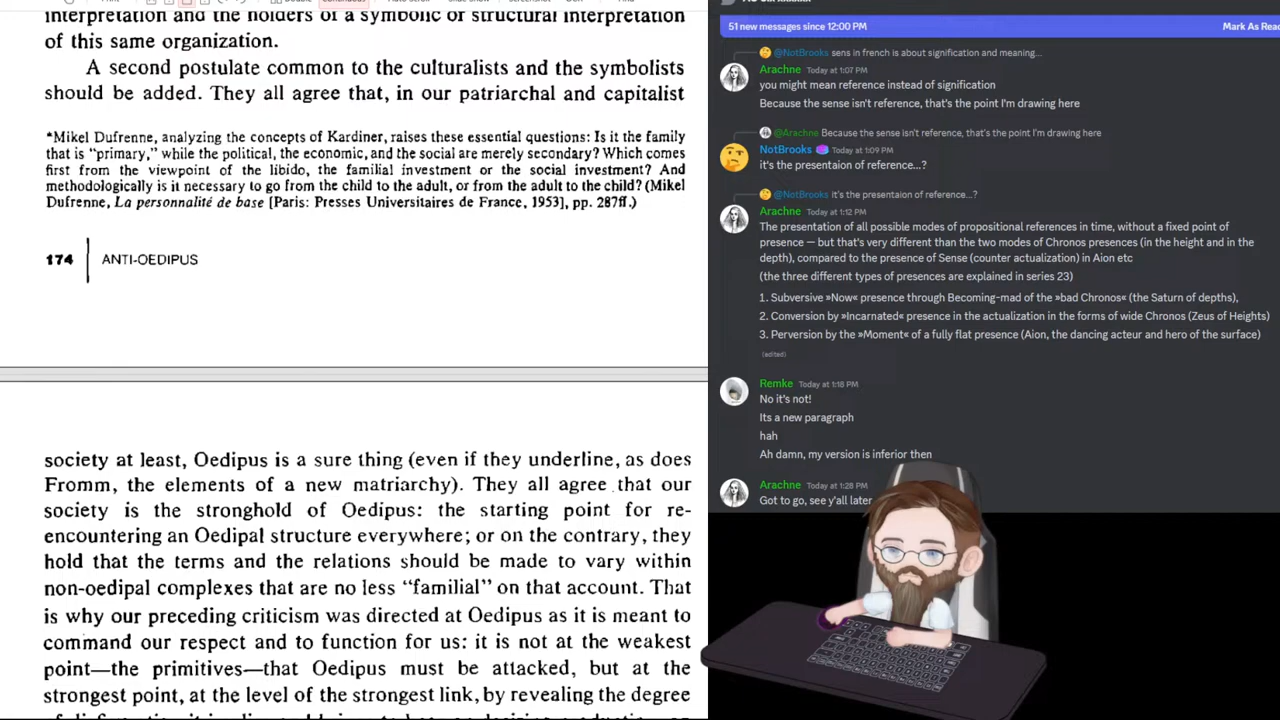 interpretation and the holders of a symbolic or structural interpretation
of this same organization.
A second postulate common to the culturalists and the symbolists
should be added. They all agree that, in our patriarchal and capitalist
*Mikel Dufrenne, analyzing the concepts of Kardiner, raises these essential questions: Is it the family
that is "primary," while the political, the economic, and the social are merely secondary? Which comes
first from the viewpoint of the libido, the familial investment or the social investment? And
methodologically is it necessary to go from the child to the adult, or from the adult to the child? (Mikel
Dufrenne, La personnalité de base [Paris: Presses Universitaires de France, 1953], pp. 287ff.)
174 ANTI-OEDIPUS
society at least, Oedipus is a sure thing (even if they underline, as does
Fromm, the elements of a new matriarchy). They all agree that our
society is the stronghold of Oedipus: the starting point for re-
encountering an Oedipal structure everywhere; or on the contrary, they
hold that the terms and the relations should be made to vary within
non-oedipal complexes that are no less "familial" on that account. That
is why our preceding criticism was directed at Oedipus as it is meant to
command our respect and to function for us: it is not at the weakest
point—the primitives—that Oedipus must be attacked, but at the
strongest point, at the level of the strongest link, by revealing the degree
51 new messages since 12:00 PM
Mark As Read
@NotBrooks sens in french is about signification and meaning...
Arachne Today at 1:07 PM
you might mean reference instead of signification
Because the sense isn't reference, that's the point I'm drawing here
@Arachne Because the sense isn't reference, that's the point I'm drawing here
NotBrooks Today at 1:09 PM
it's the presentaion of reference...?
@NotBrooks it's the presentaion of reference...?
Arachne Today at 1:12 PM
The presentation of all possible modes of propositional references in time, without a fixed point of
presence — but that's very different than the two modes of Chronos presences (in the height and in the
depth), compared to the presence of Sense (counter actualization) in Aion etc
(the three different types of presences are explained in series 23)
1. Subversive »Now« presence through Becoming-mad of the »bad Chronos« (the Saturn of depths),
2. Conversion by »Incarnated« presence in the actualization in the forms of wide Chronos (Zeus of Heights)
3. Perversion by the »Moment« of a fully flat presence (Aion, the dancing acteur and hero of the surface)
(edited)
Remke Today at 1:18 PM
No it's not!
Its a new paragraph
hah
Ah damn, my version is inferior then
Arachne Today at 1:28 PM
Got to go, see y'all later